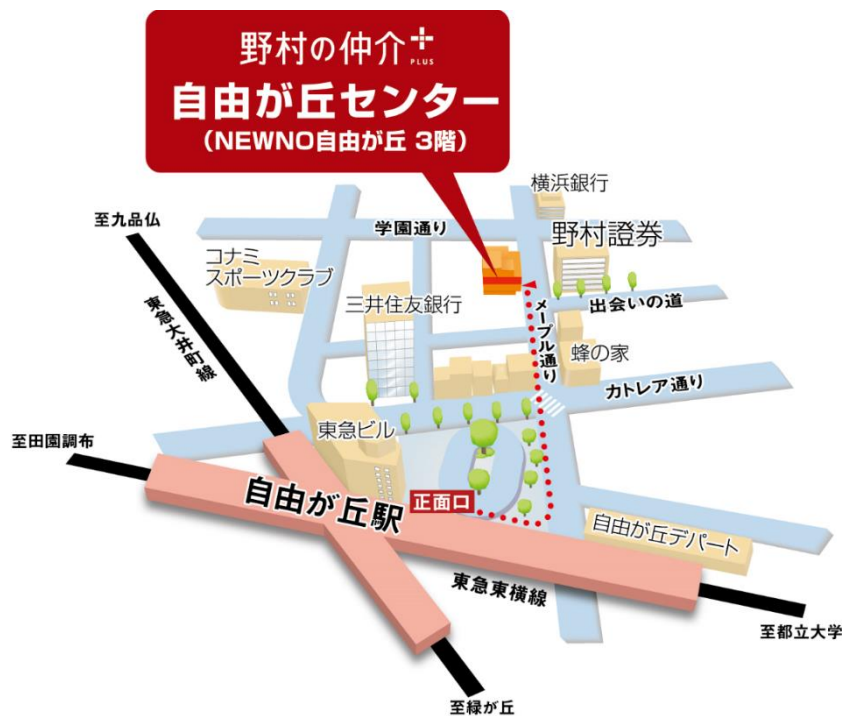 野村の仲介+
PLUS
自由が丘センター
（NEWNO自由が丘 3階）
横浜銀行
至九品仏
学園通り
野村證券
コナミ
スポーツクラブ
三井住友銀行
出会いの道
東急大井町線
メープル通り
蜂の家
カトレア通り
東急ビル
至田園調布
自由が丘駅
正面口
自由が丘デパート
東急東横線
至都立大学
至緑が丘